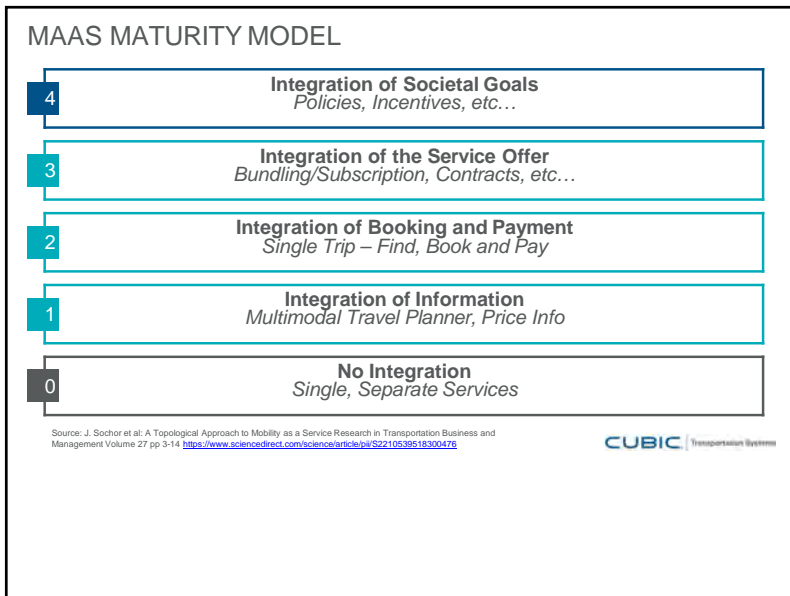 MAAS MATURITY MODEL
4
Integration of Societal Goals
Policies, Incentives, etc…
3
Integration of the Service Offer
Bundling/Subscription, Contracts, etc…
2
Integration of Booking and Payment
Single Trip – Find, Book and Pay
1
Integration of Information
Multimodal Travel Planner, Price Info
0
No Integration
Single, Separate Services
Source: J. Sochor et al: A Topological Approach to Mobility as a Service Research in Transportation Business and
Management Volume 27 pp 3-14 https://www.sciencedirect.com/science/article/pii/S2210539518300476
CUBIC Transportation Systems